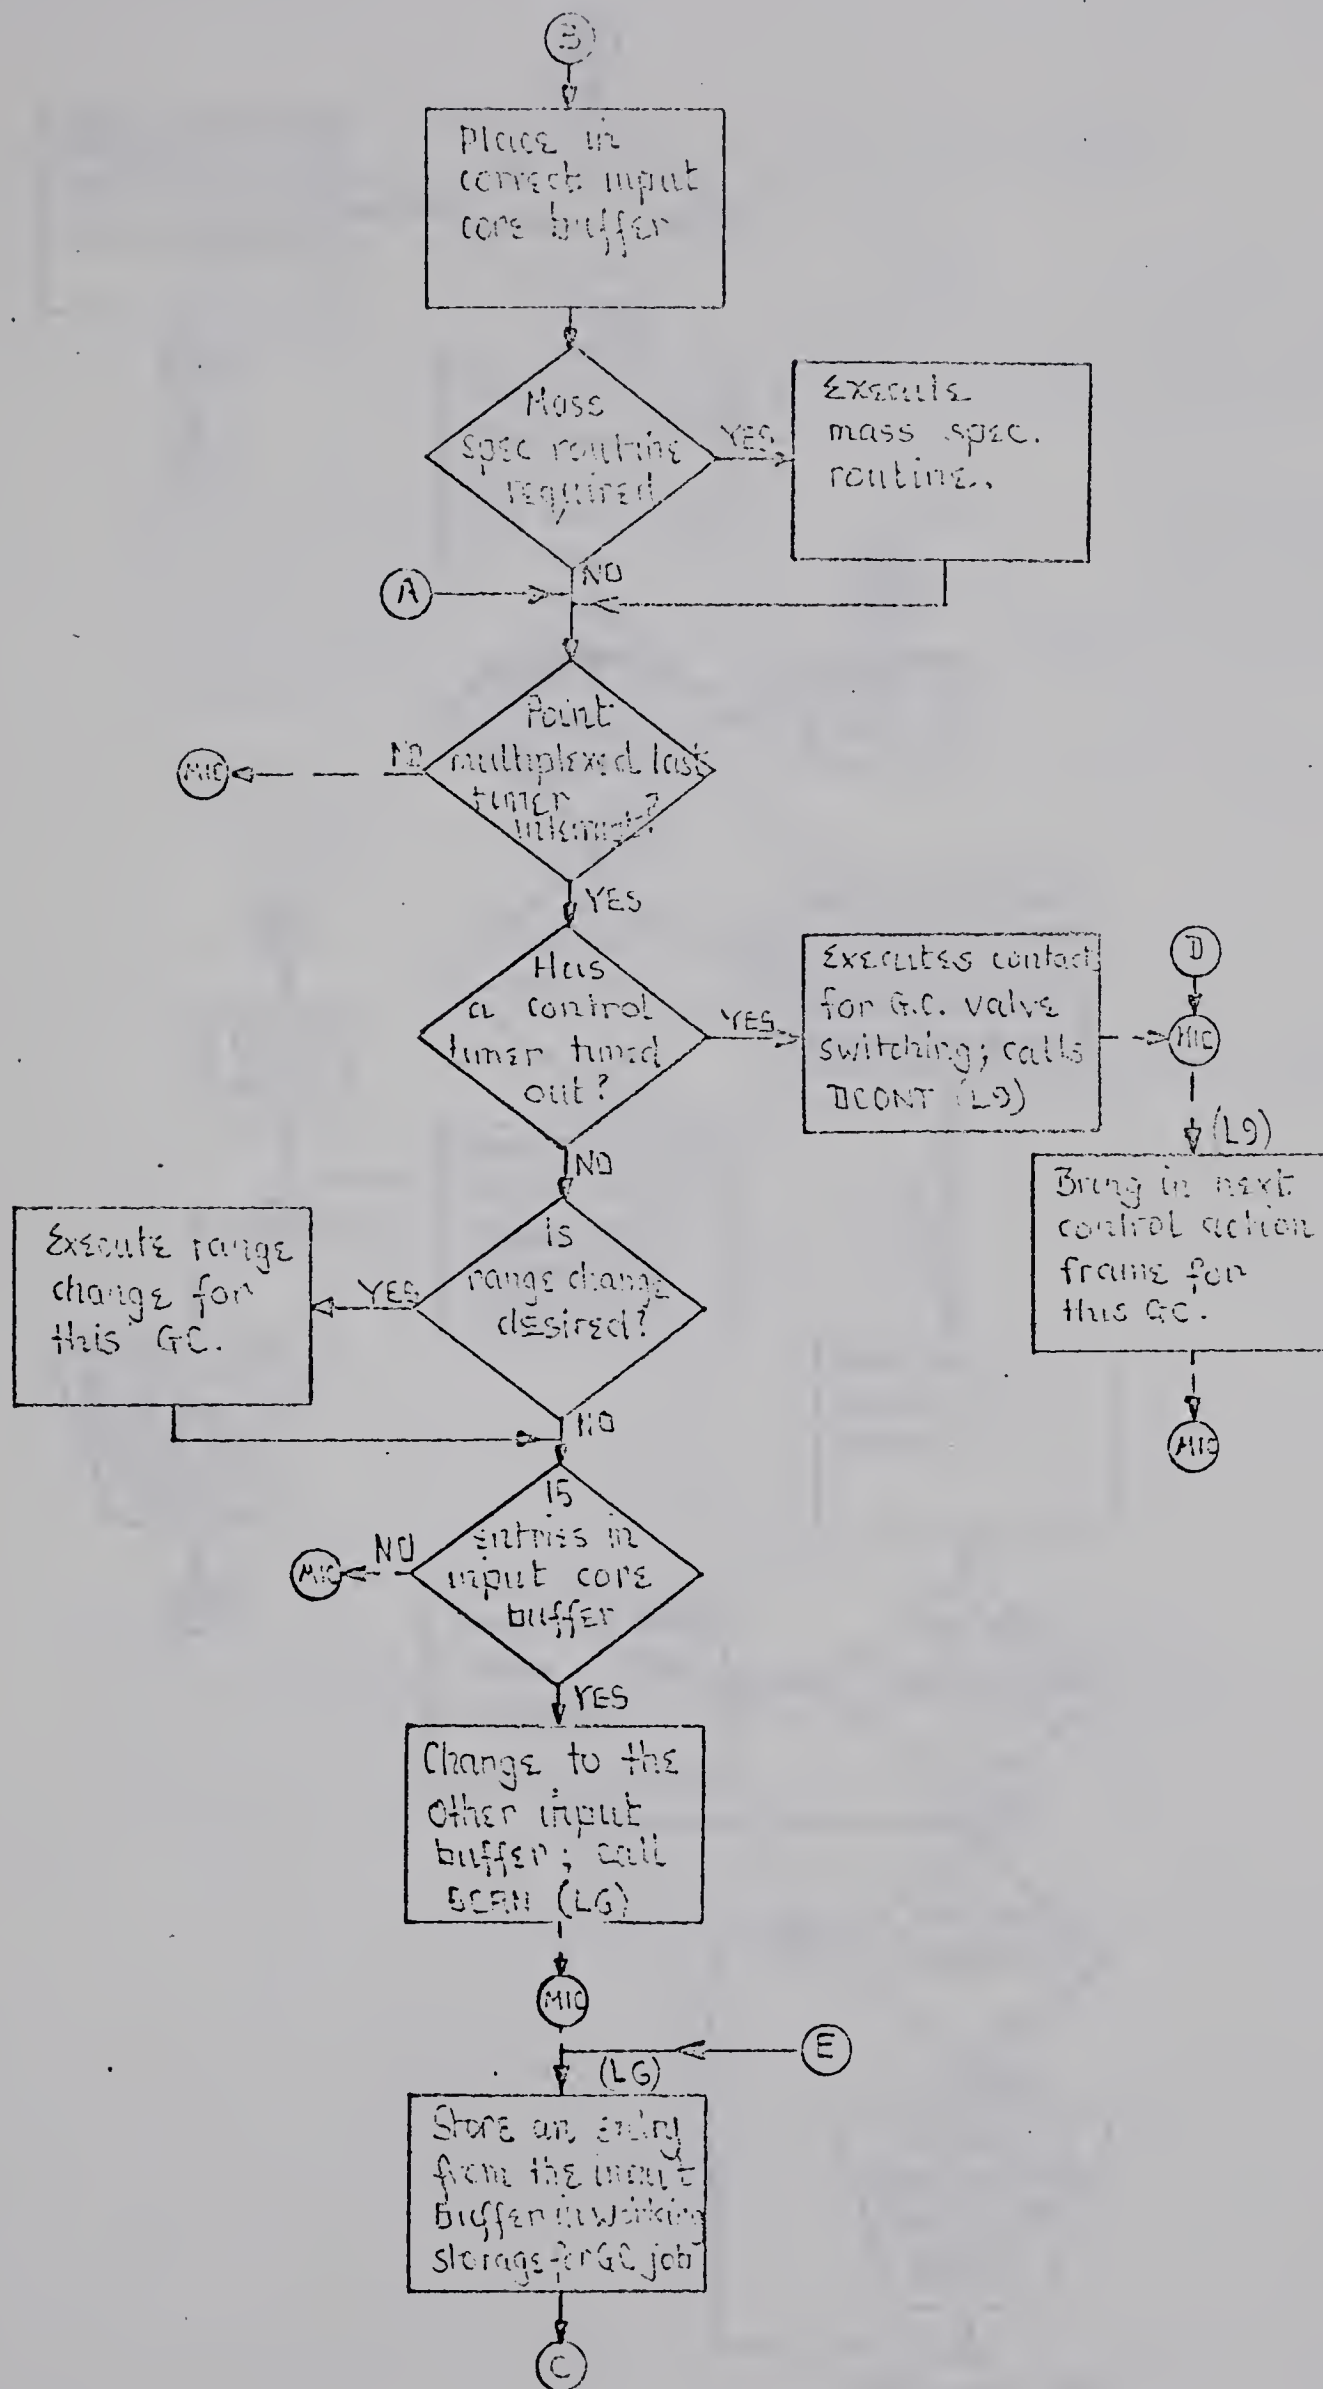 B
Place in
correct input
core buffer
Mass
spec routine
required
YES
Execute
mass spec.
routine.
NO
A
Point
multiplexed last
timer
NO
MIC
YES
Has
a control
timer timed
out?
YES
Executes contact
for G.C. valve
switching; calls
DCONT (L9)
D
MIC
(L9)
Bring in next
control action
frame for
this GC.
MIC
NO
Is
range change
desired?
YES
Execute range
change for
this GC.
NO
15
entries in
input core
buffer
NO
MIC
YES
Change to the
other input
buffer; call
(LG)
MIC
E
(LG)
Store an entry
from the input
buffer in working
storage for GC job
C